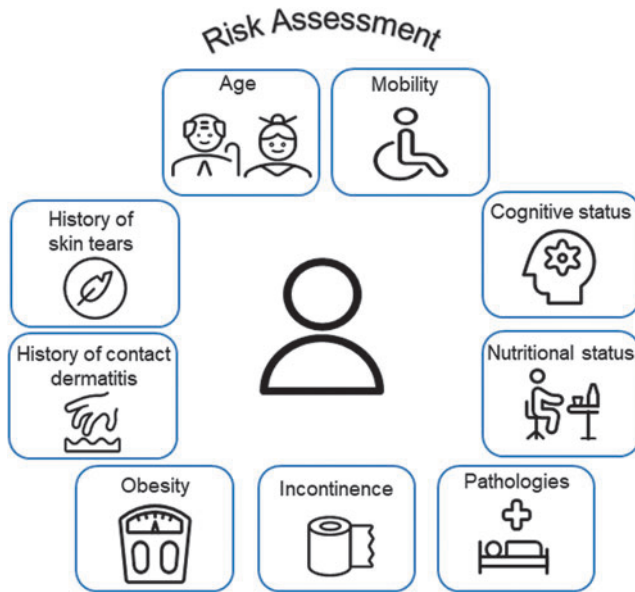 Risk Assessment
Age
Mobility
History of
skin tears
Cognitive status
History of contact
dermatitis
Nutritional status
Obesity
Incontinence
Pathologies